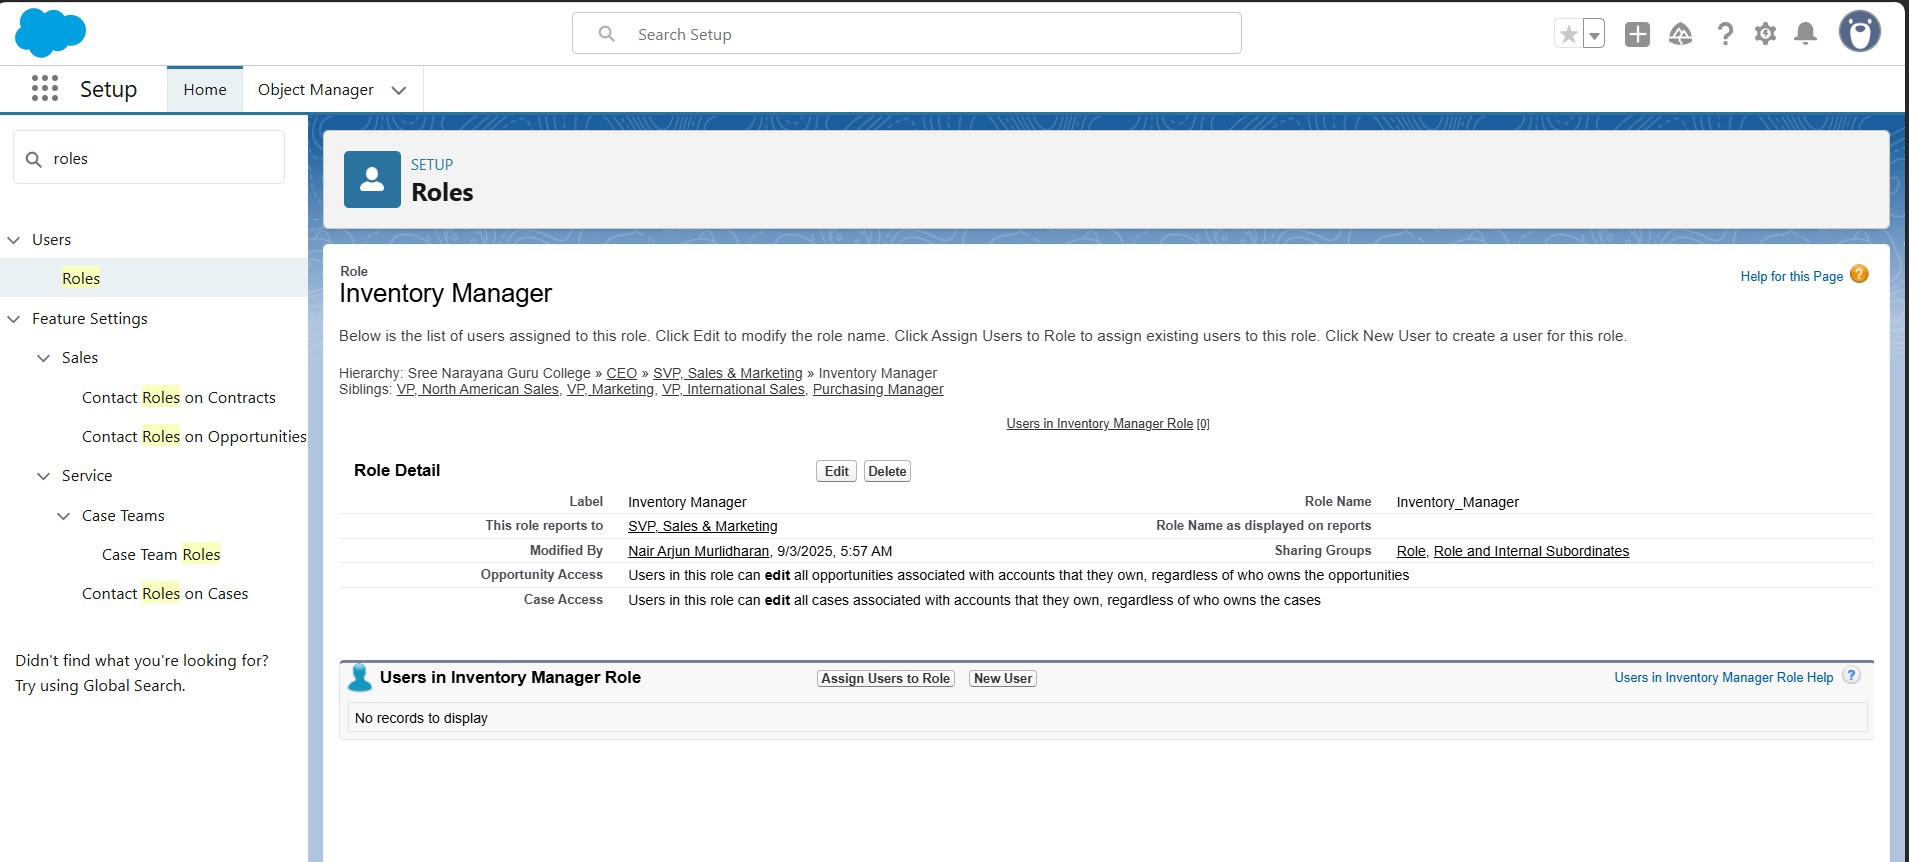 Search Setup
Setup
Home
Object Manager
roles
Users
Roles
Feature Settings
Sales
Contact Roles on Contracts
Contact Roles on Opportunities
Service
Case Teams
Case Team Roles
Contact Roles on Cases
Didn't find what you're looking for?
Try using Global Search.
SETUP
Roles
Role
Inventory Manager
Help for this Page ?
Below is the list of users assigned to this role. Click Edit to modify the role name. Click Assign Users to Role to assign existing users to this role. Click New User to create a user for this role.
Hierarchy: Sree Narayana Guru College » CEO » SVP, Sales & Marketing » Inventory Manager
Siblings: VP, North American Sales, VP, Marketing, VP, International Sales, Purchasing Manager
Users in Inventory Manager Role [0]
Role Detail Edit Delete
Label Inventory Manager Role Name Inventory_Manager
This role reports to SVP, Sales & Marketing Role Name as displayed on reports
Modified By Nair Arjun Murlidharan, 9/3/2025, 5:57 AM Sharing Groups Role, Role and Internal Subordinates
Opportunity Access Users in this role can edit all opportunities associated with accounts that they own, regardless of who owns the opportunities
Case Access Users in this role can edit all cases associated with accounts that they own, regardless of who owns the cases
Users in Inventory Manager Role Assign Users to Role New User Users in Inventory Manager Role Help ?
No records to display